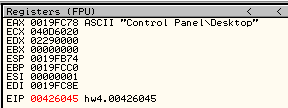 Registers (FPU) < <
EAX 0019FC78 ASCII "Control Panel\Desktop"
ECX 040D6020
EDX 02290000
EBX 00000000
ESP 0019FB74
EBP 0019FCC0
ESI 00000001
EDI 0019FC8E
EIP 00426045 hw4.00426045